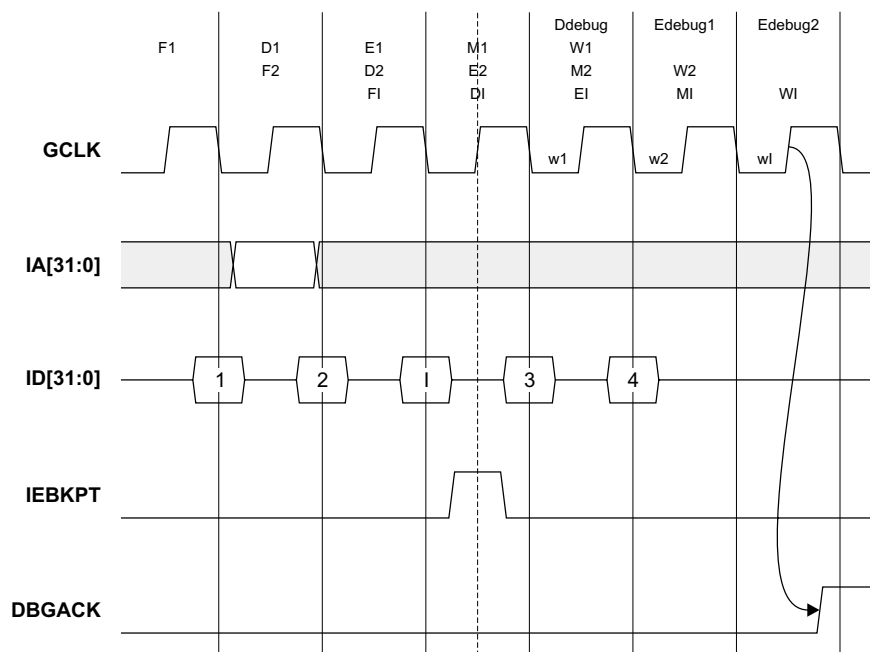 Ddebug Edebug1 Edebug2
F1 D1 E1 M1 W1
F2 D2 E2 M2 W2
FI DI EI MI WI
GCLK w1 w2 wI
IA[31:0]
ID[31:0] 1 2 I 3 4
IEBKPT
DBGACK